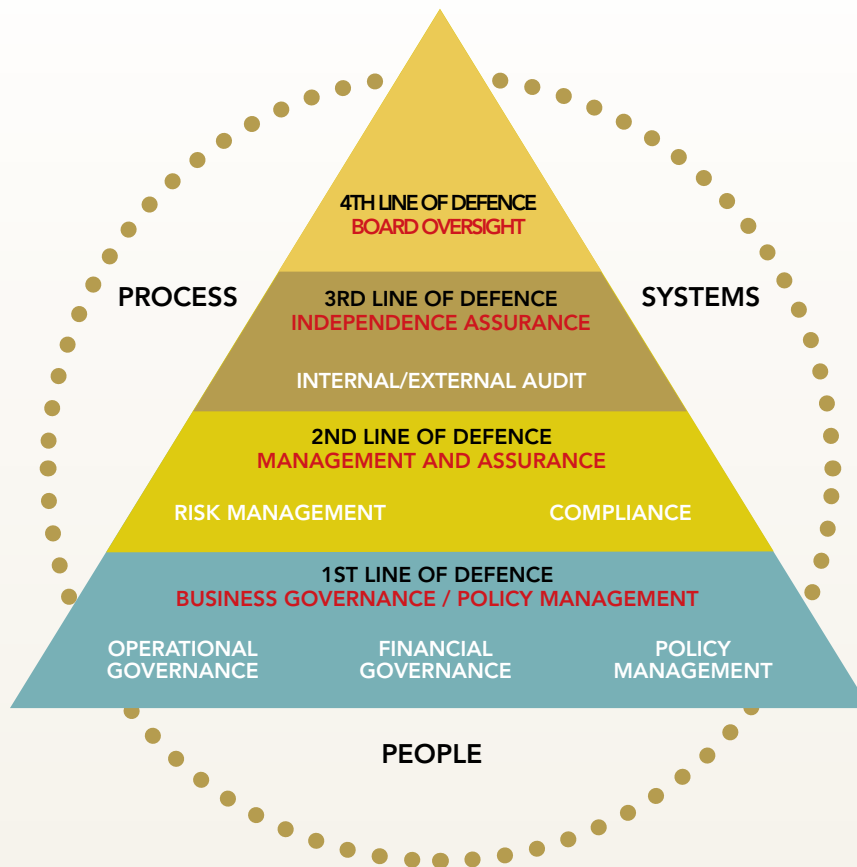 4TH LINE OF DEFENCE
BOARD OVERSIGHT
PROCESS
SYSTEMS
3RD LINE OF DEFENCE
INDEPENDENCE ASSURANCE
INTERNAL/EXTERNAL AUDIT
2ND LINE OF DEFENCE
MANAGEMENT AND ASSURANCE
RISK MANAGEMENT
COMPLIANCE
1ST LINE OF DEFENCE
BUSINESS GOVERNANCE / POLICY MANAGEMENT
OPERATIONAL
GOVERNANCE
FINANCIAL
GOVERNANCE
POLICY
MANAGEMENT
PEOPLE